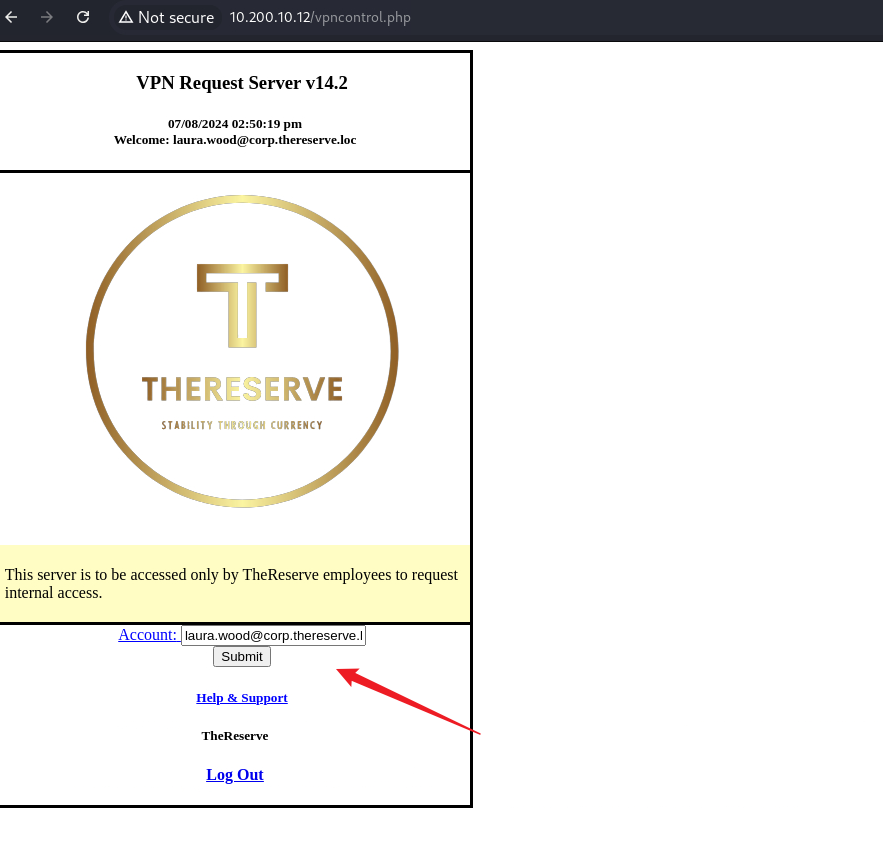 Not secure 10.200.10.12/vpncontrol.php
VPN Request Server v14.2
07/08/2024 02:50:19 pm
Welcome: laura.wood@corp.thereserve.loc
T
THERESERVE
STABILITY THROUGH CURRENCY
This server is to be accessed only by TheReserve employees to request
internal access.
Account: laura.wood@corp.thereserve.l
Submit
Help & Support
TheReserve
Log Out